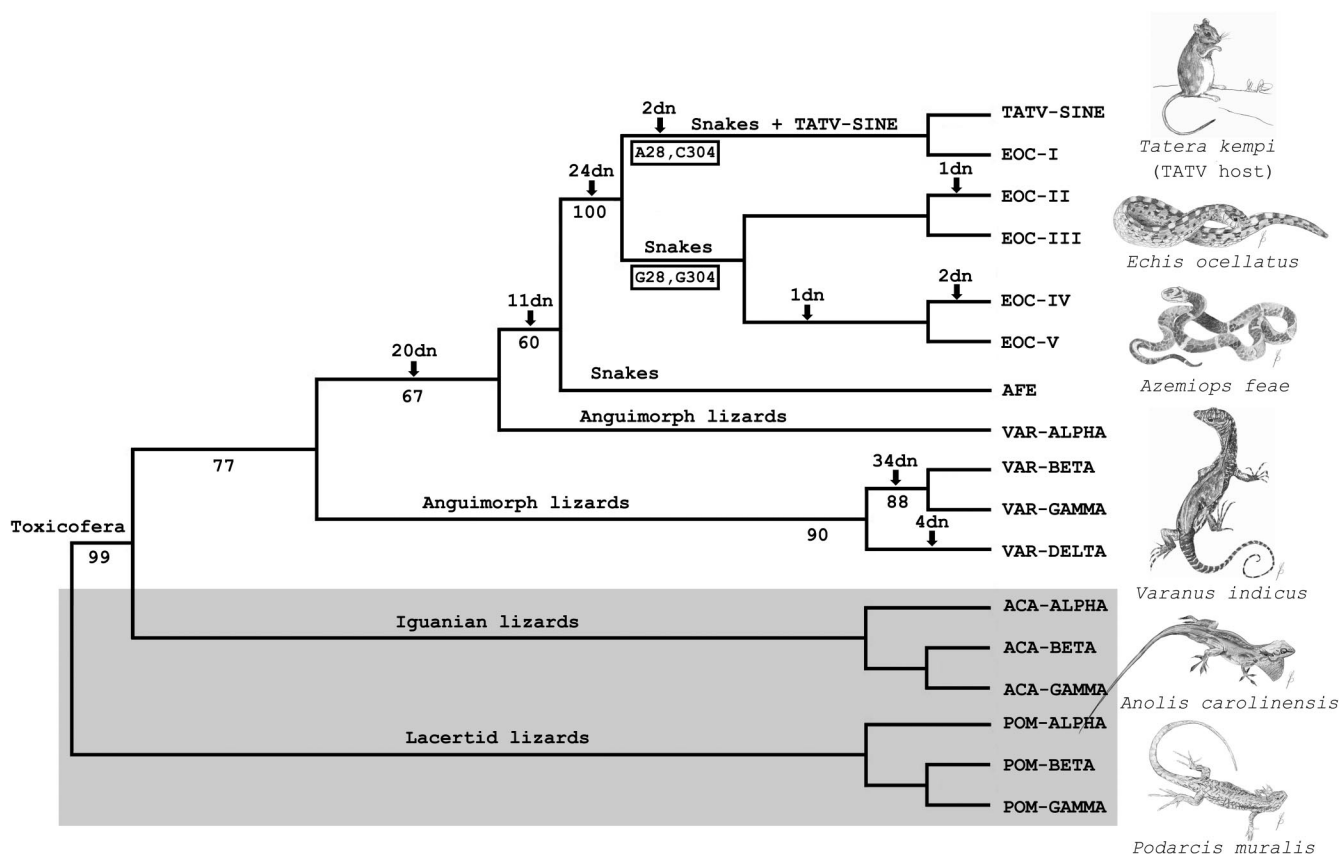 2dn
Snakes + TATV-SINE
TATV-SINE
A28,C304
Tatera kempi
(TATV host)
EOC-I
24dn
100
1dn
EOC-II
Snakes
EOC-III
G28,G304
Echis ocellatus
2dn
1dn
EOC-IV
11dn
60
EOC-V
20dn
67
Snakes
AFE
Azemiops feae
Anguimorph lizards
VAR-ALPHA
77
34dn
VAR-BETA
Anguimorph lizards
88
VAR-GAMMA
4dn
90
VAR-DELTA
Toxicofera
99
Varanus indicus
ACA-ALPHA
Iguanian lizards
ACA-BETA
ACA-GAMMA
Anolis carolinensis
POM-ALPHA
Lacertid lizards
POM-BETA
POM-GAMMA
Podarcis muralis